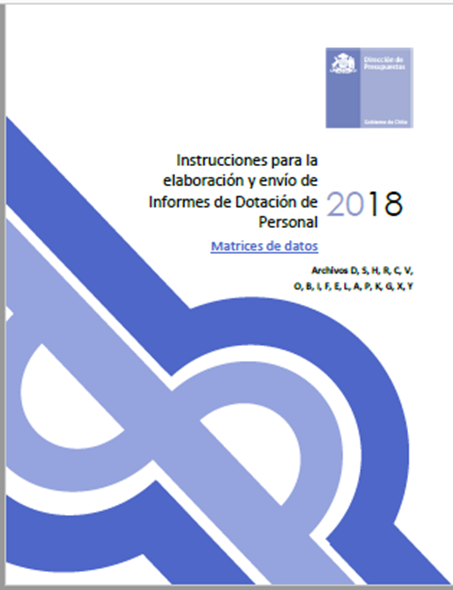 Dirección de
Presupuestos
Gobierno de Chile
Instrucciones para la
elaboración y envío de
Informes de Dotación de
Personal
2018
Matrices de datos
Archivos D, S, H, R, C, V,
O, B, I, F, E, L, A, P, K, G, X, Y